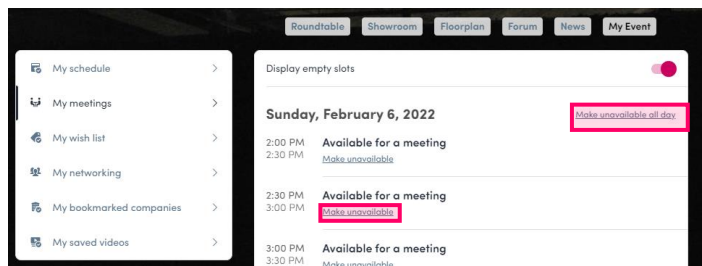 Roundtable Showroom Floorplan Forum News My Event
My schedule
My meetings
My wish list
My networking
My bookmarked companies
My saved videos
Display empty slots
Sunday, February 6, 2022 Make unavailable all day
2:00 PM Available for a meeting
2:30 PM Make unavailable
2:30 PM Available for a meeting
3:00 PM Make unavailable
3:00 PM Available for a meeting
3:30 PM Make unavailable